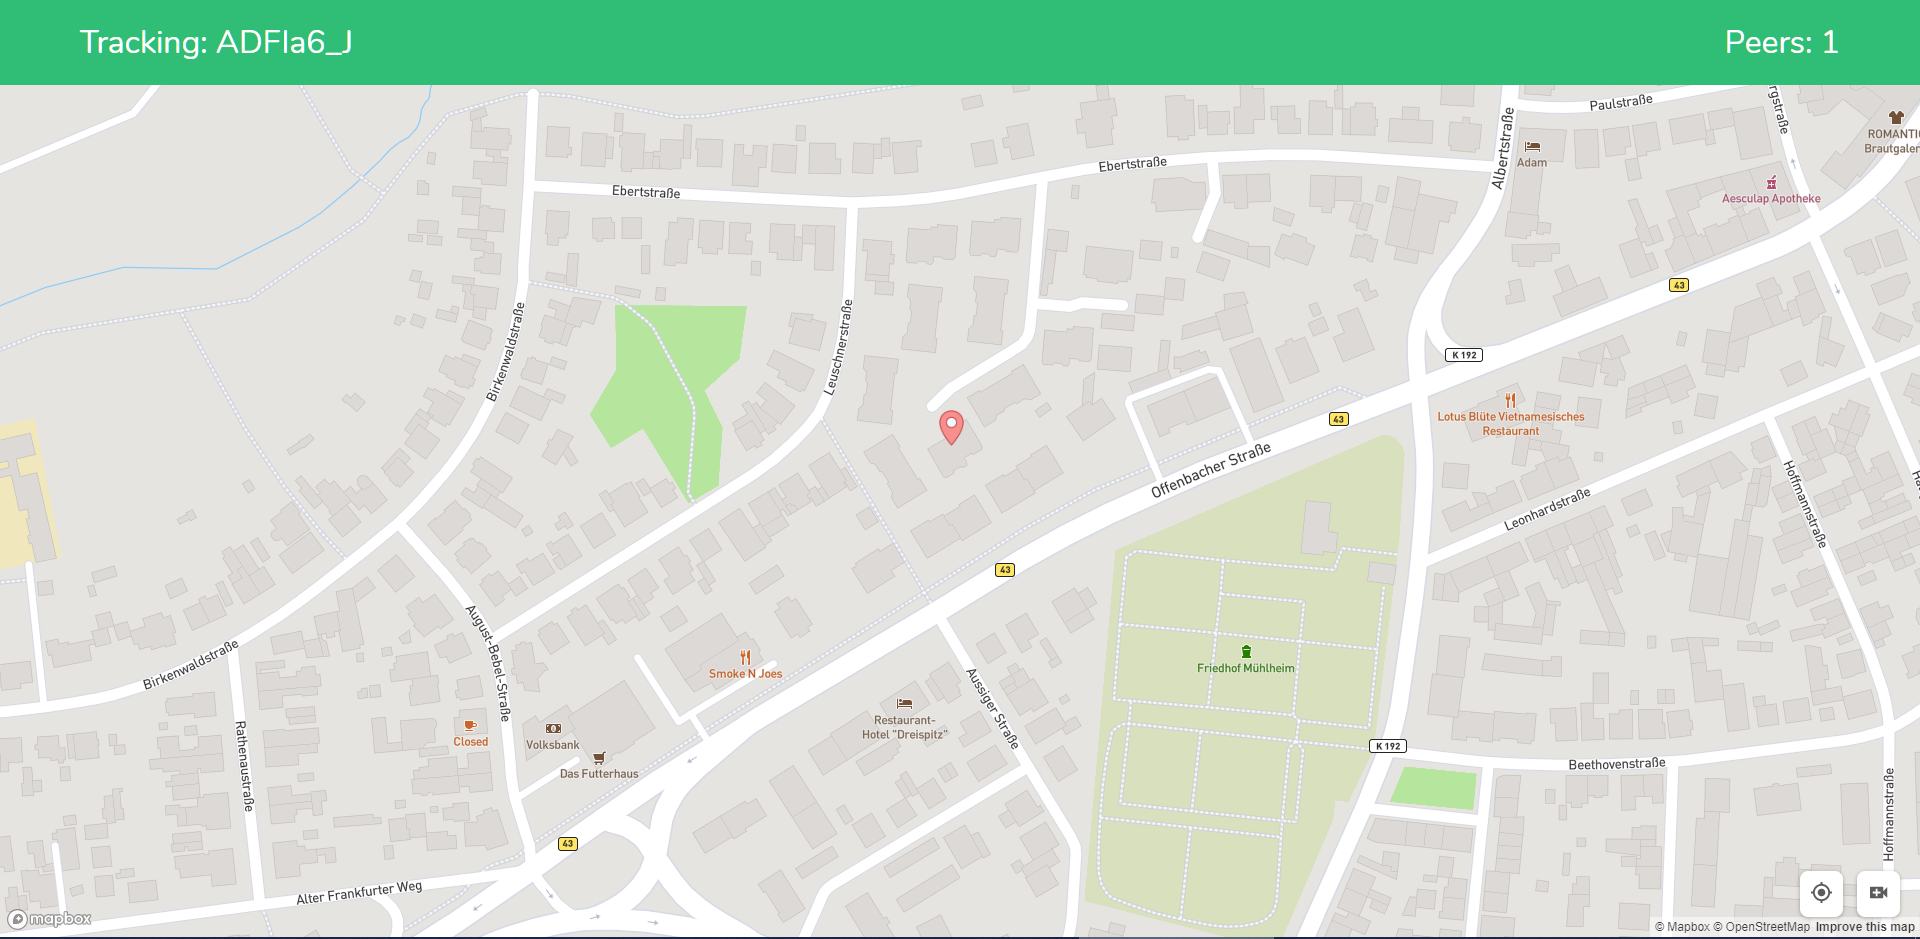 Tracking: ADFIa6_J
Peers: 1
Paulstraße
ROMANTIC
Brautgaler
Albertstraße
Adam
Ebertstraße
Ebertstraße
Aesculap Apotheke
43
Birkenwaldstraße
Leuschnerstraße
K 192
43
Lotus Blüte Vietnamesisches
Restaurant
Offenbacher Straße
Leonhardstraße
Hoffmannstraße
43
August-Bebel-Straße
Birkenwaldstraße
Smoke N Joes
Friedhof Mühlheim
Aussiger Straße
Restaurant-
Hotel "Dreispitz"
Rathenaustraße
Closed
Volksbank
Das Futterhaus
K 192
Beethovenstraße
Hoffmannstraße
43
Alter Frankfurter Weg
mapbox
© Mapbox © OpenStreetMap Improve this map